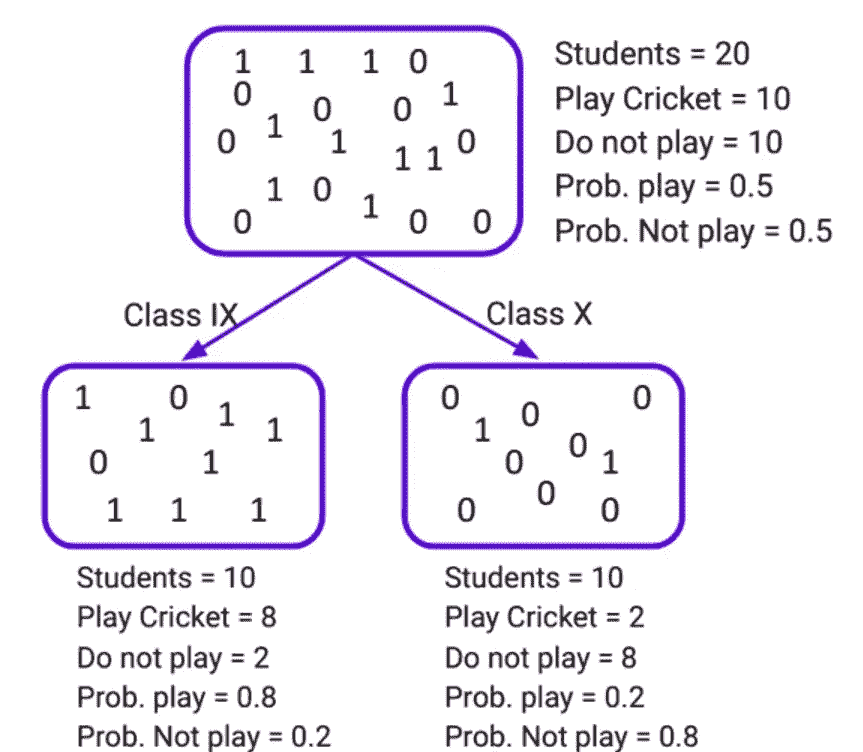 1 1 1 0
Students = 20
0 0 0 1
Play Cricket = 10
0 1 1 1 1 0
Do not play = 10
1 0 1
Prob. play = 0.5
0 0 0
Prob. Not play = 0.5
Class IX
Class X
1 0 1
1 1
0 1
1 1 1
0 0 0
1 0
0 1
0
0 0
Students = 10
Play Cricket = 8
Do not play = 2
Prob. play = 0.8
Prob. Not play = 0.2
Students = 10
Play Cricket = 2
Do not play = 8
Prob. play = 0.2
Prob. Not play = 0.8